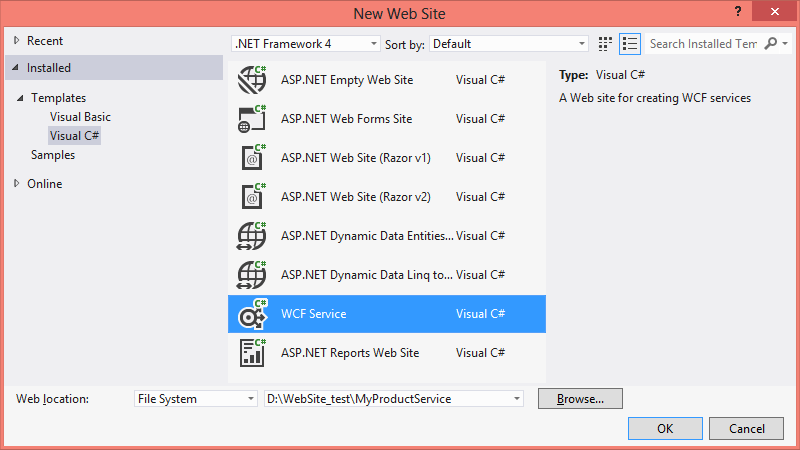 New Web Site
? ×
Recent
.NET Framework 4 Sort by: Default Search Installed Tem
Installed
Templates
Visual Basic
Visual C#
Samples
Online
C# ASP.NET Empty Web Site Visual C#
C# ASP.NET Web Forms Site Visual C#
C# @ ASP.NET Web Site (Razor v1) Visual C#
C# @ ASP.NET Web Site (Razor v2) Visual C#
C# ASP.NET Dynamic Data Entities... Visual C#
C# ASP.NET Dynamic Data Linq to... Visual C#
C# WCF Service Visual C#
C# ASP.NET Reports Web Site Visual C#
Type: Visual C#
A Web site for creating WCF services
Web location: File System D:\WebSite_test\MyProductService Browse...
OK Cancel